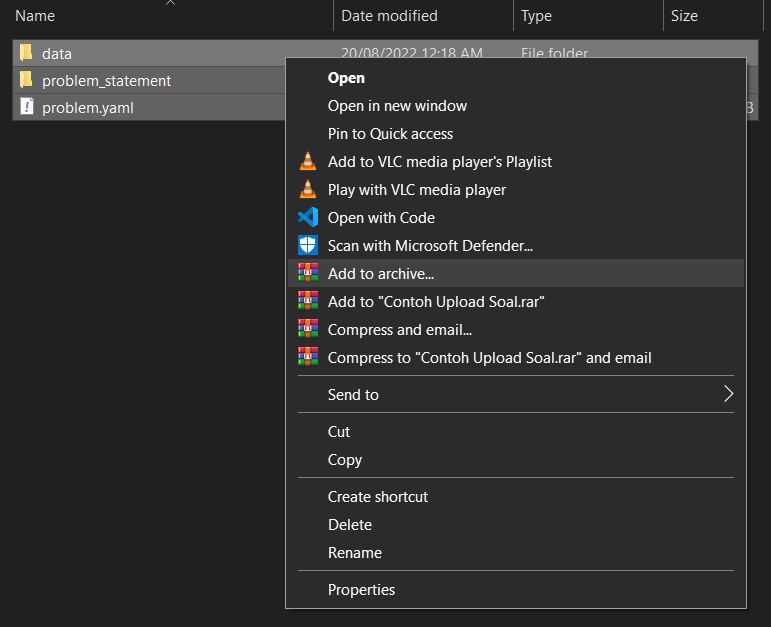 Name Date modified Type Size
data 20/08/2022 12:18 AM File folder
problem_statement
problem.yaml
Open
Open in new window
Pin to Quick access
Add to VLC media player's Playlist
Play with VLC media player
Open with Code
Scan with Microsoft Defender...
Add to archive...
Add to "Contoh Upload Soal.rar"
Compress and email...
Compress to "Contoh Upload Soal.rar" and email
Send to
Cut
Copy
Create shortcut
Delete
Rename
Properties